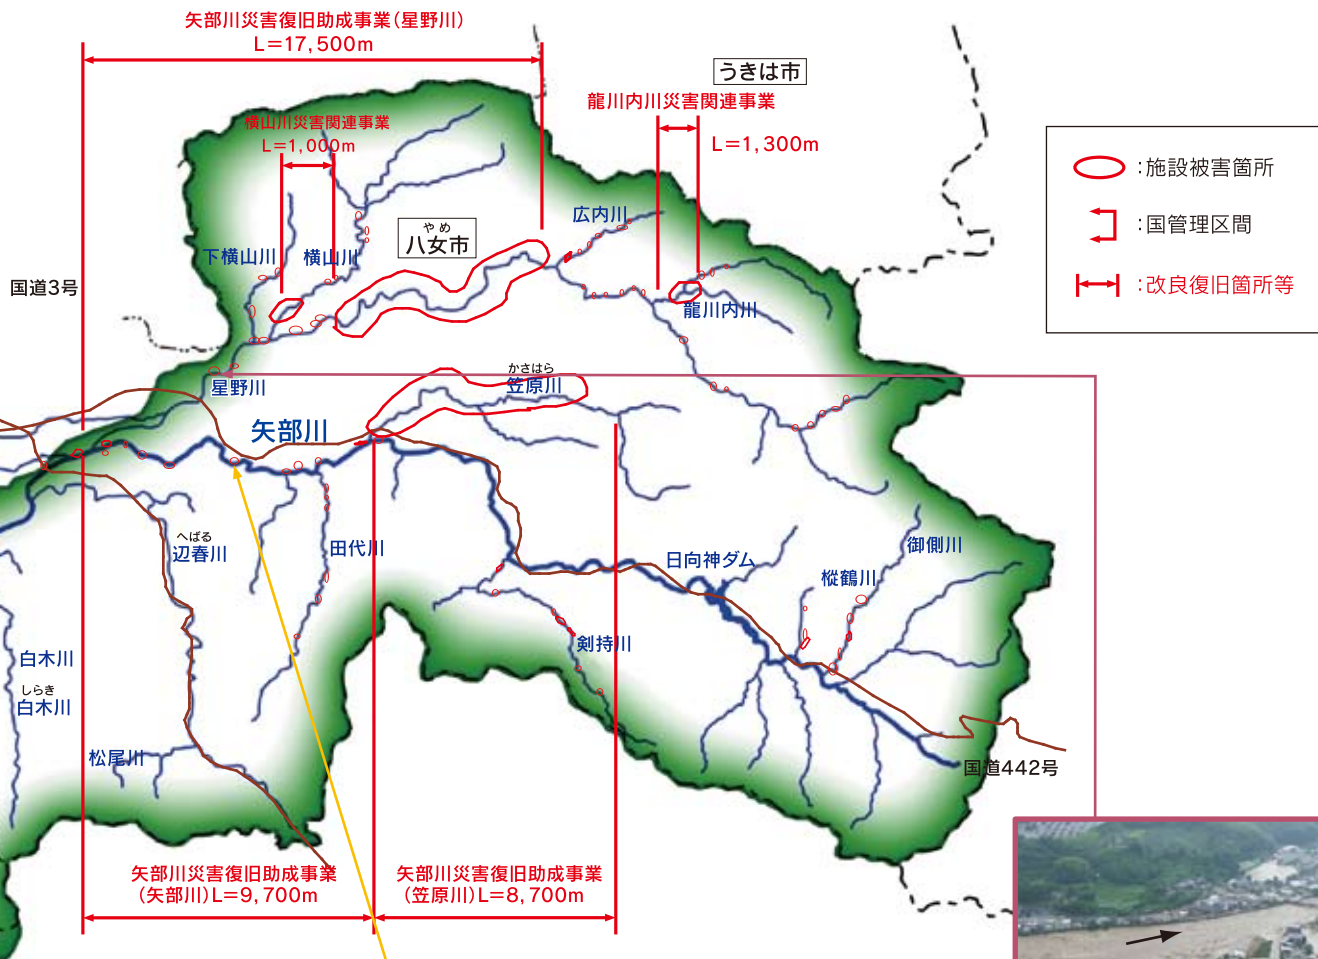 矢部川災害復旧助成事業(星野川)
L=17,500m
うきは市
龍川内川災害関連事業
L=1,300m
横山川災害関連事業
L=1,000m
:施設被害箇所
:国管理区間
:改良復旧箇所等
広内川
やめ
八女市
下横山川
横山川
国道3号
龍川内川
星野川
かさはら
笠原川
矢部川
へばる
辺春川
田代川
日向神ダム
御側川
樅鶴川
剣持川
白木川
しらき
白木川
松尾川
国道442号
矢部川災害復旧助成事業
(矢部川)L=9,700m
矢部川災害復旧助成事業
(笠原川)L=8,700m